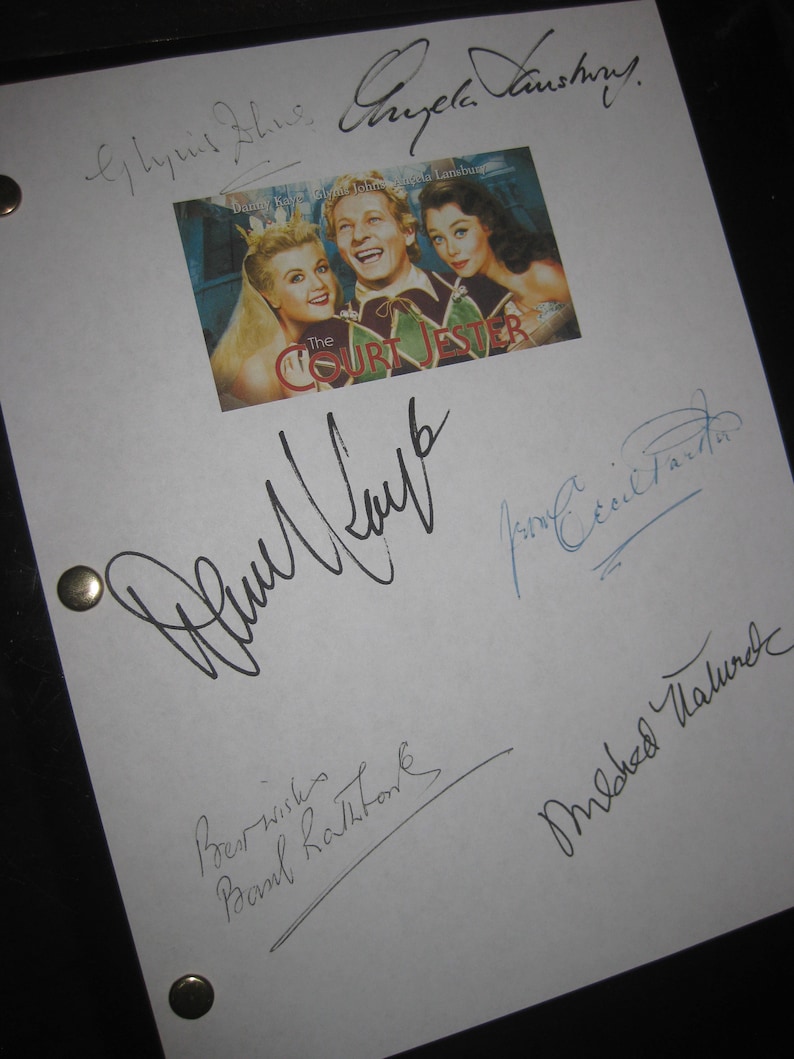 Glynis Johns
Angela Lansbury.
Danny Kaye Glynis Johns Angela Lansbury
The
COURT JESTER
Danny Kaye
from Cecil Parker
Best wishes
Basil Rathbone
Mildred Natwick